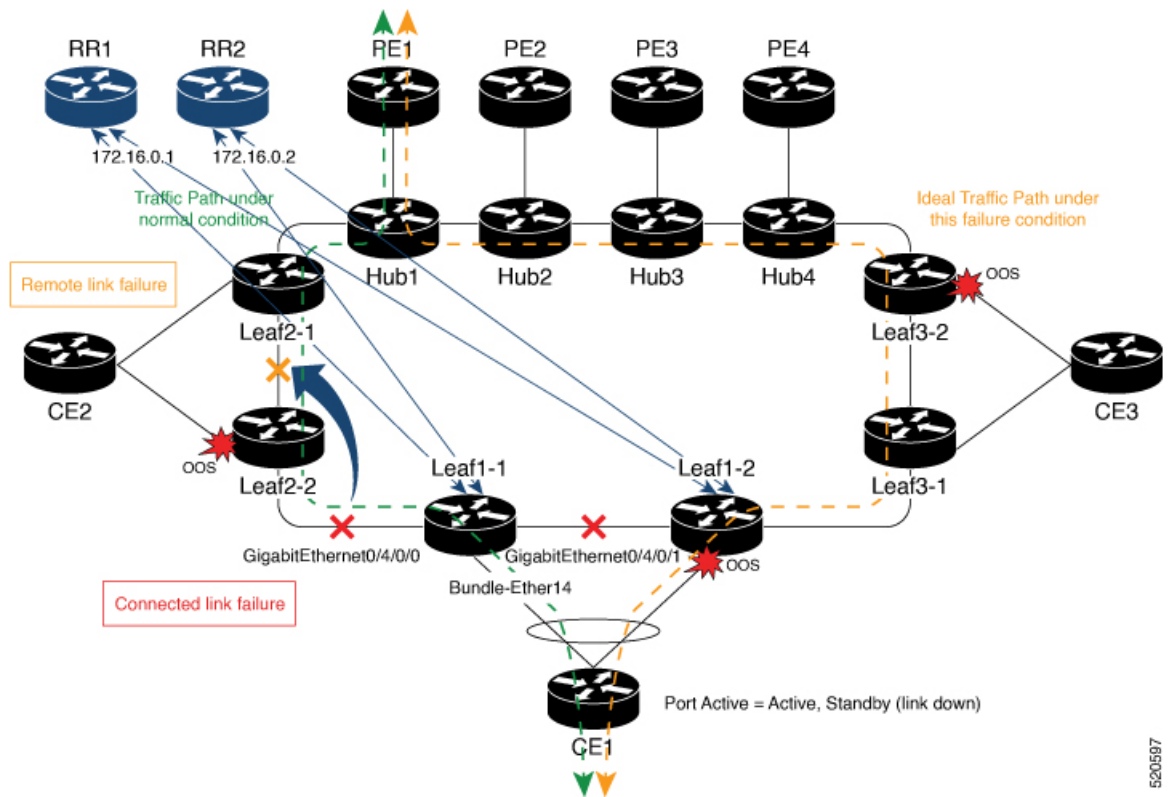 RR1
RR2
PE1
PE2
PE3
PE4
172.16.0.1
172.16.0.2
Traffic Path under
normal condition
Ideal Traffic Path under
this failure condition
Hub1
Hub2
Hub3
Hub4
Remote link failure
OOS
Leaf2-1
Leaf3-2
CE2
CE3
OOS
Leaf2-2
Leaf1-1
Leaf1-2
Leaf3-1
GigabitEthernet0/4/0/0
GigabitEthernet0/4/0/1
OOS
Bundle-Ether14
Connected link failure
Port Active = Active, Standby (link down)
CE1
520597